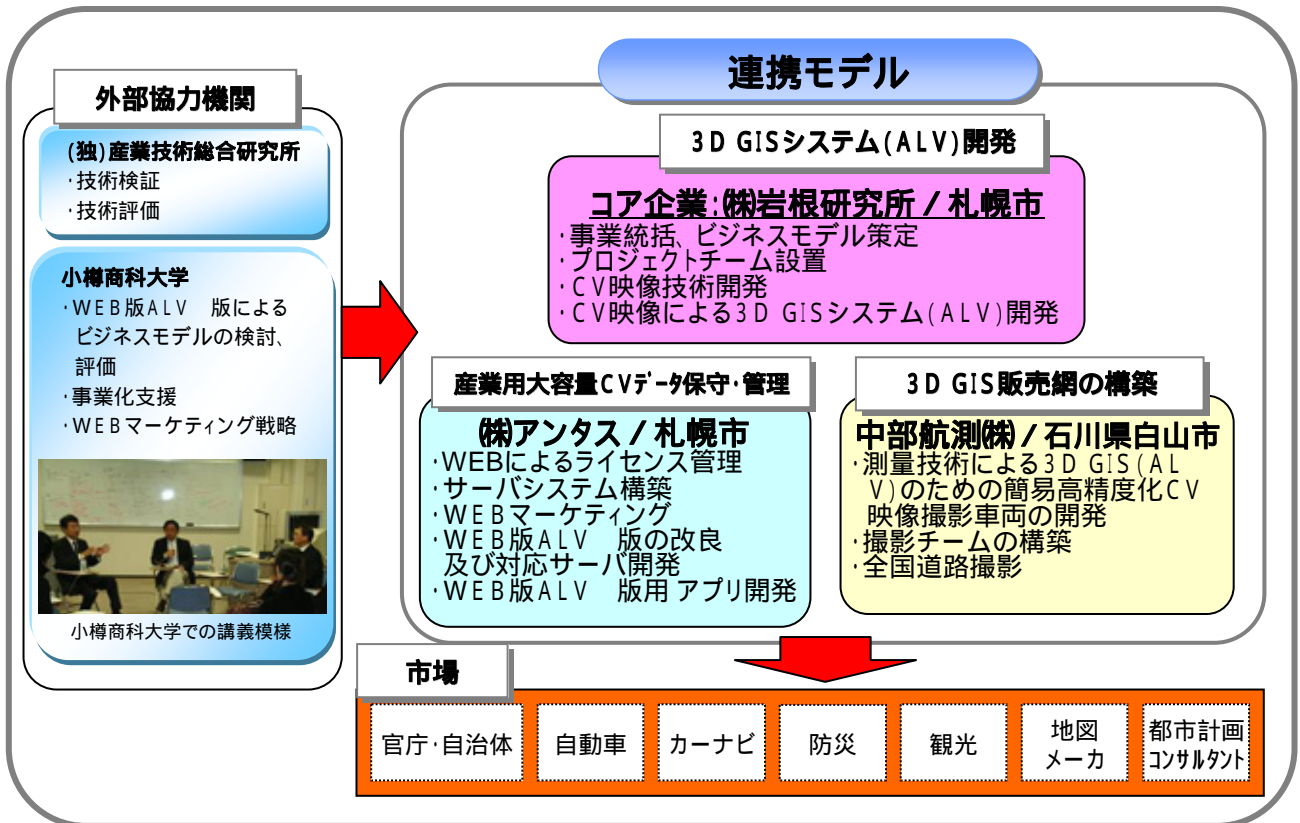 連携モデル
外部協力機関
(独)産業技術総合研究所
･技術検証
･技術評価
小樽商科大学
･WEB版ALV　版による
ビジネスモデルの検討、
評価
･事業化支援
･WEBマーケティング戦略
小樽商科大学での講義模様
3D GISシステム(ALV)開発
コア企業:㈱岩根研究所/札幌市
･事業統括、ビジネスモデル策定
･プロジェクトチーム設置
･CV映像技術開発
･CV映像による3D GISシステム(ALV)開発
産業用大容量CVﾃﾞｰﾀ保守･管理
㈱アンタス/札幌市
･WEBによるライセンス管理
･サーバシステム構築
･WEBマーケティング
･WEB版ALV　版の改良
及び対応サーバ開発
･WEB版ALV　版用アプリ開発
3D GIS販売網の構築
中部航測㈱/石川県白山市
･測量技術による3D GIS(AL
V)のための簡易高精度化CV
映像撮影車両の開発
･撮影チームの構築
･全国道路撮影
市場
官庁･自治体
自動車
カーナビ
防災
観光
地図
メーカ
都市計画
ｺﾝｻﾙﾀﾝﾄ